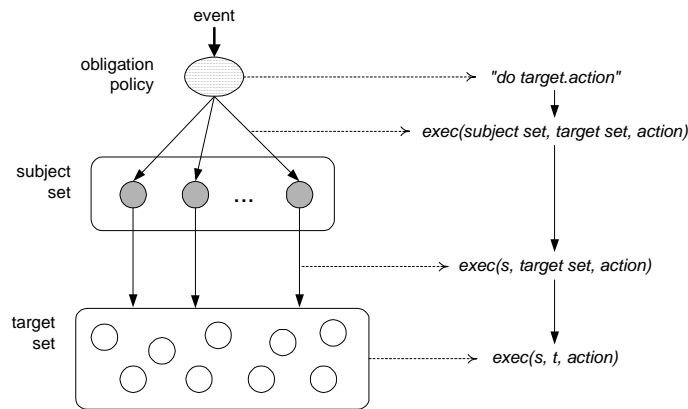 event
obligation
policy
"do target.action"
exec(subject set, target set, action)
subject
set
...
exec(s, target set, action)
target
set
exec(s, t, action)